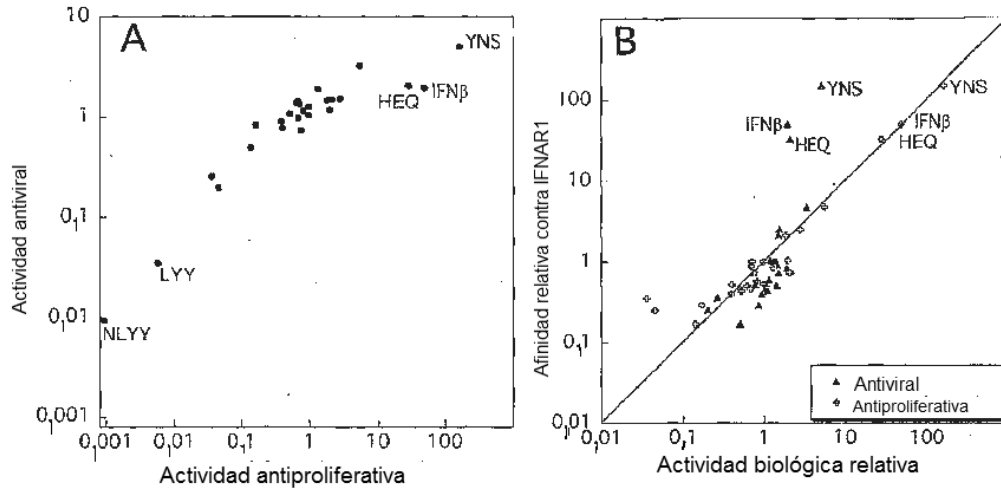 A
10
1
0,1
0,01
0,001
Actividad antiviral
YNS
HEQ
IFNβ
LYY
NLYY
0,001
0,01
0,1
1
10
100
Actividad antiproliferativa
B
100
10
1
0,1
0,01
Afinidad relativa contra IFNAR1
YNS
YNS
IFNβ
HEQ
IFNβ
HEQ
Antiviral
Antiproliferativa
0,01
0,1
1
10
100
Actividad biológica relativa